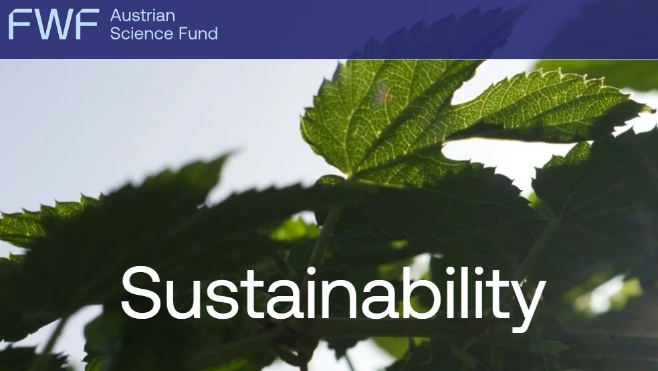 FWF
Austrian
Science Fund
Sustainability